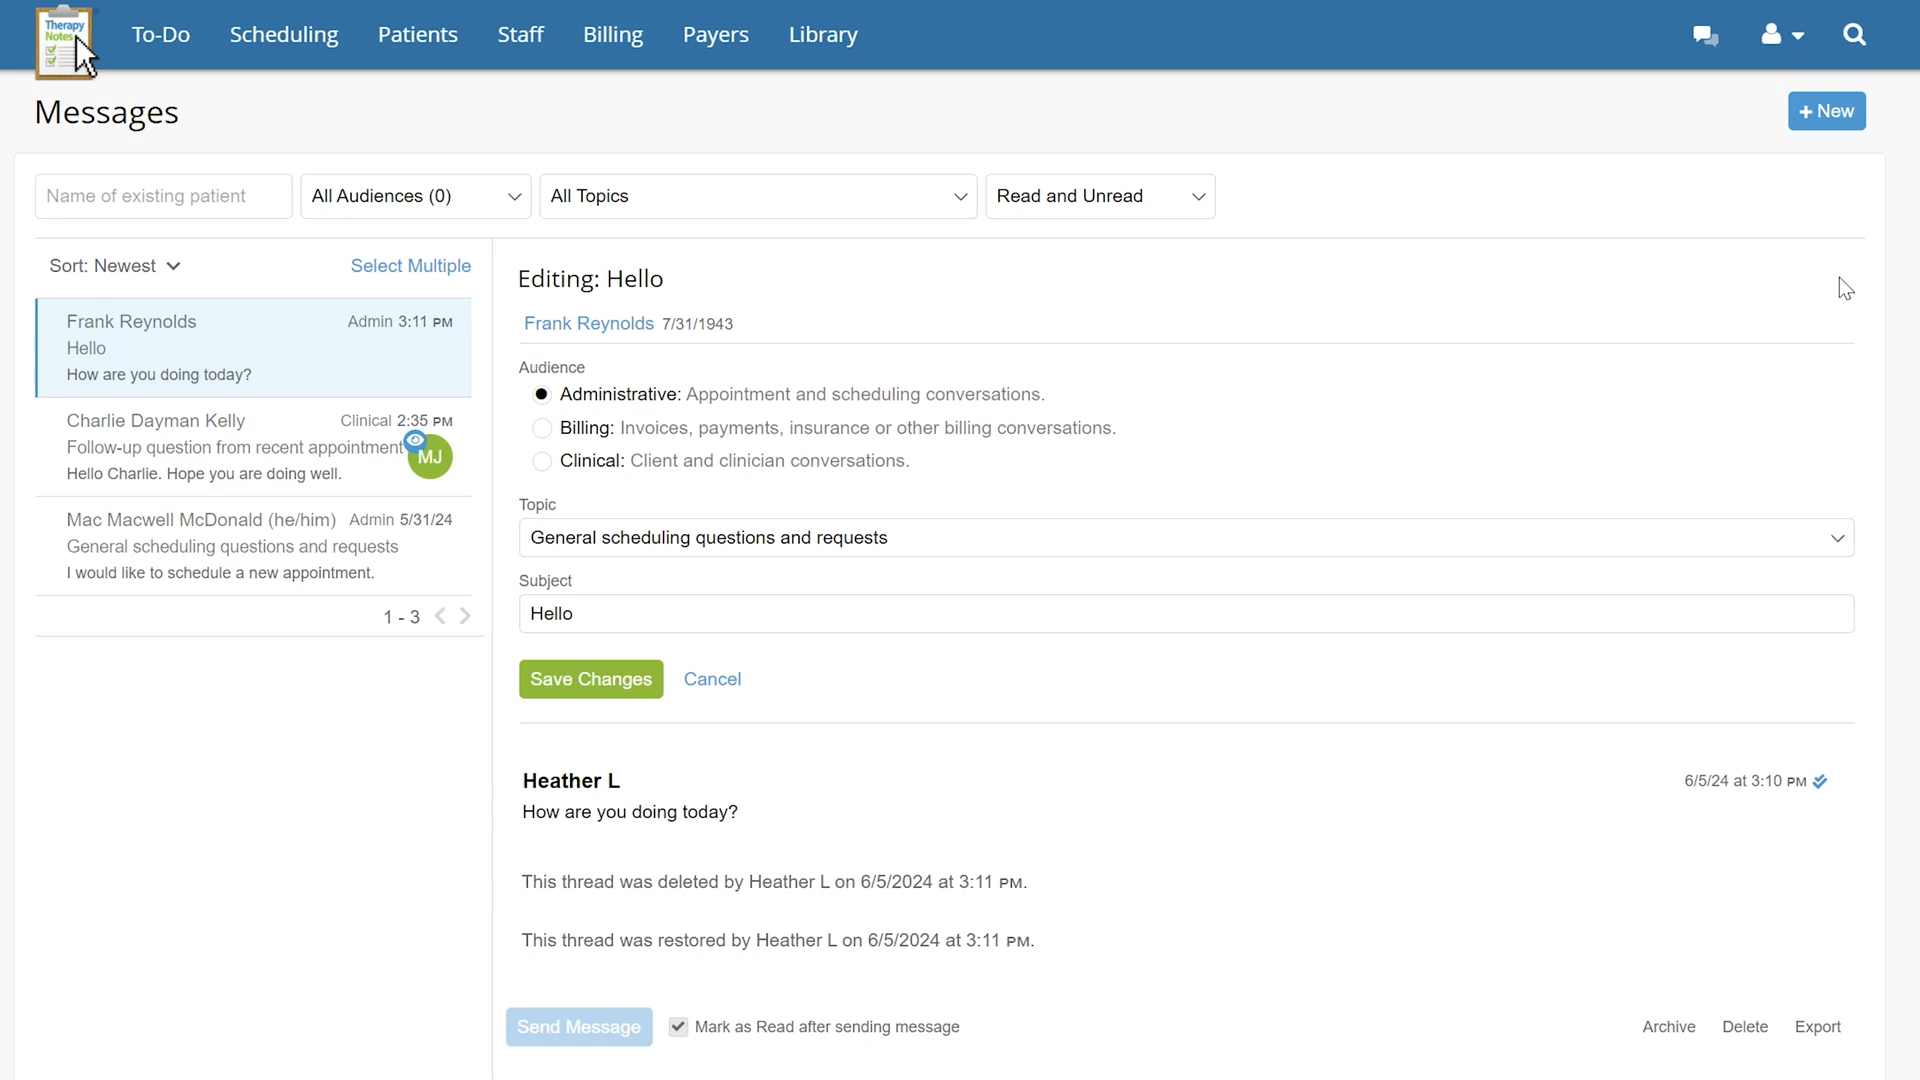 Therapy
Notes
To-Do Scheduling Patients Staff Billing Payers Library
Messages
+ New
Name of existing patient All Audiences (0) All Topics Read and Unread
Sort: Newest Select Multiple
Frank Reynolds Admin 3:11 PM
Hello
How are you doing today?
Charlie Dayman Kelly Clinical 2:35 PM
Follow-up question from recent appointment
MJ
Hello Charlie. Hope you are doing well.
Mac Macwell McDonald (he/him) Admin 5/31/24
General scheduling questions and requests
I would like to schedule a new appointment.
1 - 3
Editing: Hello
Frank Reynolds 7/31/1943
Audience
Administrative: Appointment and scheduling conversations.
Billing: Invoices, payments, insurance or other billing conversations.
Clinical: Client and clinician conversations.
Topic
General scheduling questions and requests
Subject
Hello
Save Changes Cancel
Heather L 6/5/24 at 3:10 PM
How are you doing today?
This thread was deleted by Heather L on 6/5/2024 at 3:11 PM.
This thread was restored by Heather L on 6/5/2024 at 3:11 PM.
Send Message Mark as Read after sending message Archive Delete Export